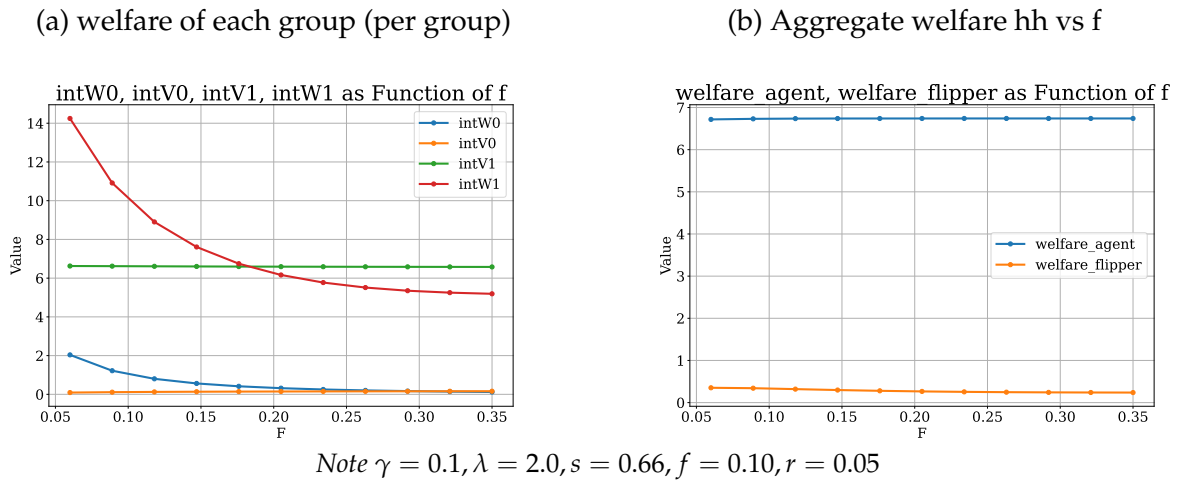 (a) welfare of each group (per group)
intW0, intV0, intV1, intW1 as Function of f
Value
14
12
10
8
6
4
2
0
intW0
intV0
intV1
intW1
0.05 0.10 0.15 0.20 0.25 0.30 0.35
F
(b) Aggregate welfare hh vs f
welfare_agent, welfare_flipper as Function of f
Value
7
6
5
4
3
2
1
0
welfare_agent
welfare_flipper
0.05 0.10 0.15 0.20 0.25 0.30 0.35
F
Note γ = 0.1, λ = 2.0, s = 0.66, f = 0.10, r = 0.05